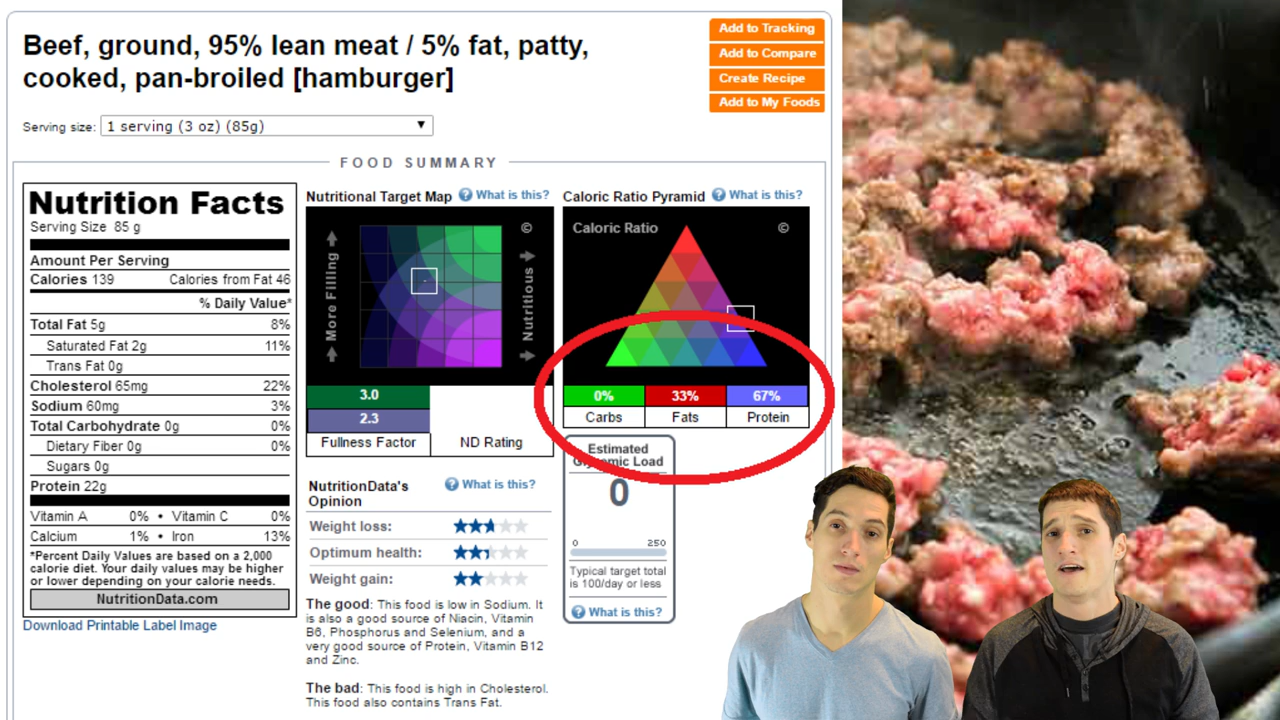 Beef, ground, 95% lean meat / 5% fat, patty,
cooked, pan-broiled [hamburger]
Add to Tracking
Add to Compare
Create Recipe
Add to My Foods
Serving size: 1 serving (3 oz) (85g)
FOOD SUMMARY
Nutrition Facts
Serving Size 85 g
Amount Per Serving
Calories 139 Calories from Fat 46
% Daily Value*
Total Fat 5g 8%
Saturated Fat 2g 11%
Trans Fat 0g
Cholesterol 65mg 22%
Sodium 60mg 3%
Total Carbohydrate 0g 0%
Dietary Fiber 0g 0%
Sugars 0g
Protein 22g
Vitamin A 0% • Vitamin C 0%
Calcium 1% • Iron 13%
*Percent Daily Values are based on a 2,000
calorie diet. Your daily values may be higher
or lower depending on your calorie needs.
NutritionData.com
Download Printable Label Image
Nutritional Target Map ? What is this?
©
More Filling
Nutritious
3.0
2.3
Fullness Factor ND Rating
NutritionData's
Opinion
? What is this?
Weight loss:
Optimum health:
Weight gain:
The good: This food is low in Sodium. It
is also a good source of Niacin, Vitamin
B6, Phosphorus and Selenium, and a
very good source of Protein, Vitamin B12
and Zinc.
The bad: This food is high in Cholesterol.
This food also contains Trans Fat.
Caloric Ratio Pyramid ? What is this?
Caloric Ratio ©
0% 33% 67%
Carbs Fats Protein
Estimated
Glycemic Load
0
0 250
Typical target total
is 100/day or less
? What is this?